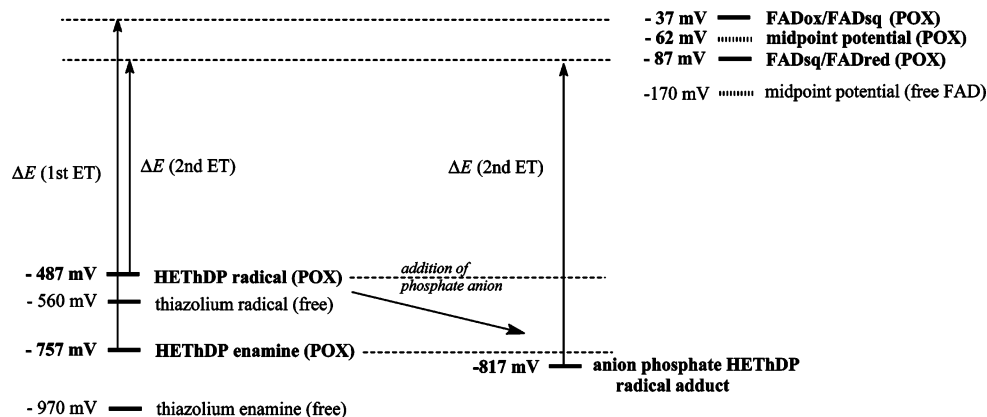 - 37 mV FADox/FADsq (POX)
- 62 mV midpoint potential (POX)
- 87 mV FADsq/FADred (POX)
-170 mV midpoint potential (free FAD)
ΔE (1st ET)
ΔE (2nd ET)
ΔE (2nd ET)
- 487 mV HEThDP radical (POX)
addition of
phosphate anion
- 560 mV thiazolium radical (free)
- 757 mV HEThDP enamine (POX)
-817 mV anion phosphate HEThDP
radical adduct
- 970 mV thiazolium enamine (free)